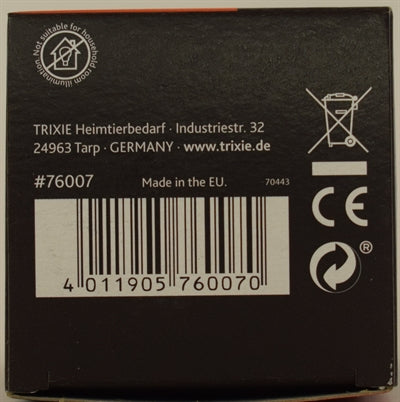 Not suitable for household
room illumination
TRIXIE Heimtierbedarf · Industriestr. 32
24963 Tarp · GERMANY · www.trixie.de
#76007 Made in the EU. 70443
CE
®
4 011905 760070